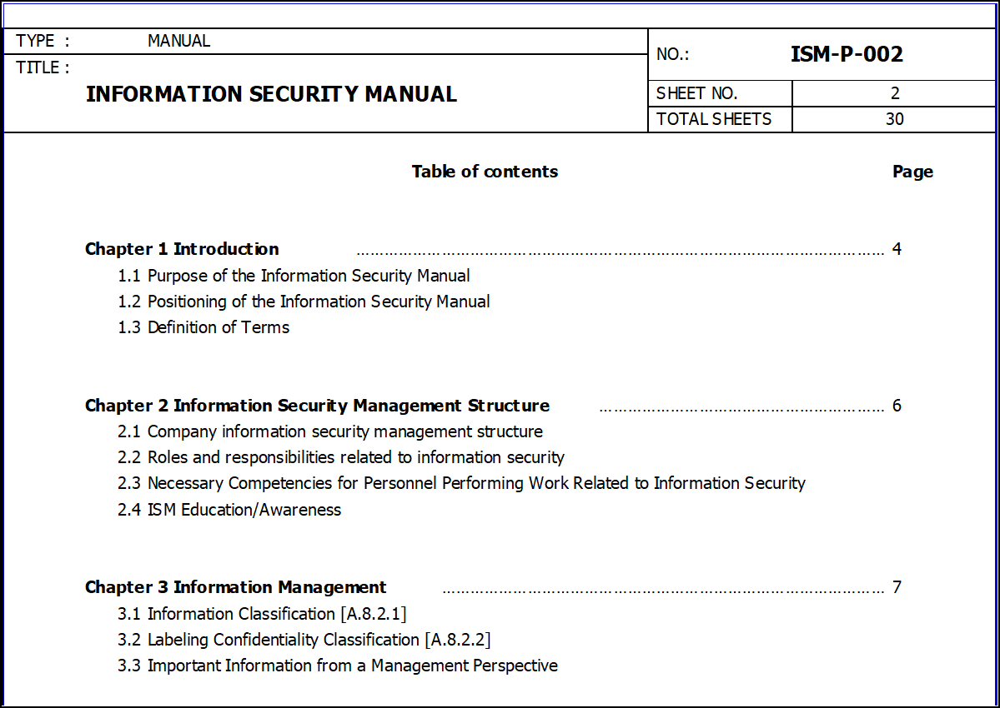 TYPE : MANUAL
NO.: ISM-P-002
TITLE :
INFORMATION SECURITY MANUAL
SHEET NO. 2
TOTAL SHEETS 30
Table of contents Page
Chapter 1 Introduction ........................................................ 4
1.1 Purpose of the Information Security Manual
1.2 Positioning of the Information Security Manual
1.3 Definition of Terms
Chapter 2 Information Security Management Structure ........................................................ 6
2.1 Company information security management structure
2.2 Roles and responsibilities related to information security
2.3 Necessary Competencies for Personnel Performing Work Related to Information Security
2.4 ISM Education/Awareness
Chapter 3 Information Management ........................................................ 7
3.1 Information Classification [A.8.2.1]
3.2 Labeling Confidentiality Classification [A.8.2.2]
3.3 Important Information from a Management Perspective